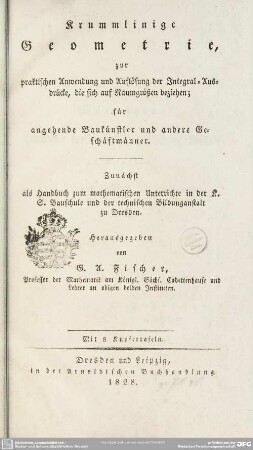 Krummlinige
Geometrie,
zur
praktischen Anwendung und Auflösung der Integral-Aus-
drücke, die sich auf Raumgrößen beziehen;
für
angehende Baukünstler und andere Ge-
schäftmänner.
Zunächst
als Handbuch zum mathematischen Unterrichte in der K.
S. Bauschule und der technischen Bildungsanstalt
zu Dresden.
Herausgegeben
von
G. A. Fischer,
Professor der Mathematik am Königl. Sächs. Cadettenhause und
Lehrer an obigen beiden Instituten.
Mit 8 Kupfertafeln.
Dresden und Leipzig,
in der Arnoldischen Buchhandlung
1828.
DFG